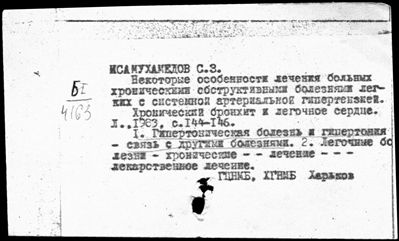 ИСАМУХАМЕДОВ С.З.
Некоторые особенности лечения больных
хроническими обструктивными болезнями лег-
ких с системной артериальной гипертензией.
Хронический бронхит и легочное сердце.
Л., 1983, с.144-146.
1. Гипертоническая болезнь и гипертония
- связь с другими болезнями. 2. Легочные бо
лезни - хронические - - лечение - - -
лекарственное лечение.
ГЦНМБ, ХГНМБ Харьков
БI
4163